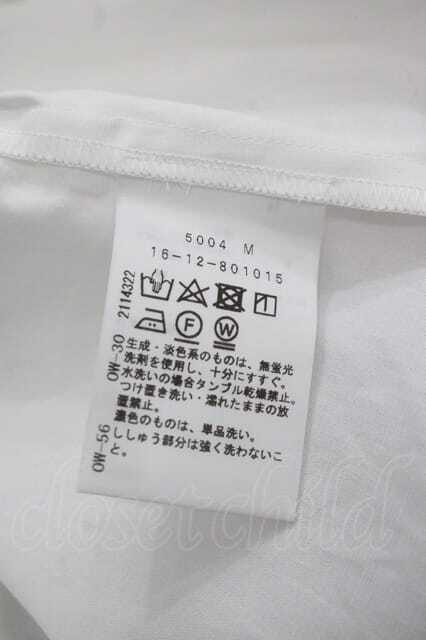 5004 M
16-12-801015
2114322
F
W
OW-30
生成・淡色系のものは、無蛍光
洗剤を使用し、十分にすすぐ。
水洗いの場合タンブル乾燥禁止。
つけ置き洗い・濡れたままの放
置禁止。
OW-56
濃色のものは、単品洗い。
ししゅう部分は強く洗わないこ
と。
closet child